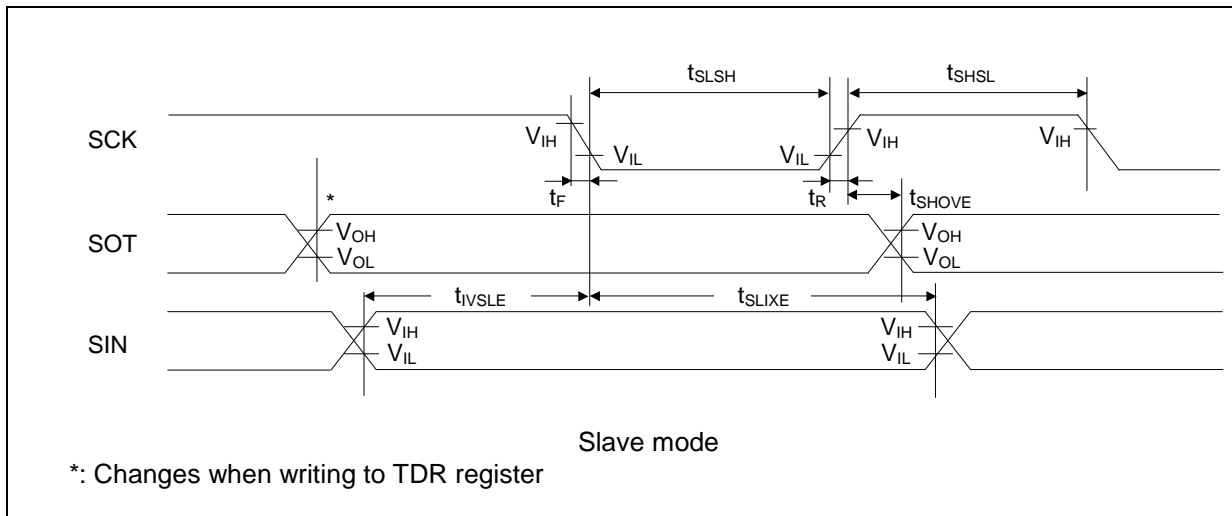 tSLSH tSHSL
SCK VIH VIL VIL VIH VIH
tF tR tSHOVE
*
SOT VOH VOH
VOL VOL
tIVSLE tSLIXE
SIN VIH VIH
VIL VIL
Slave mode
*: Changes when writing to TDR register